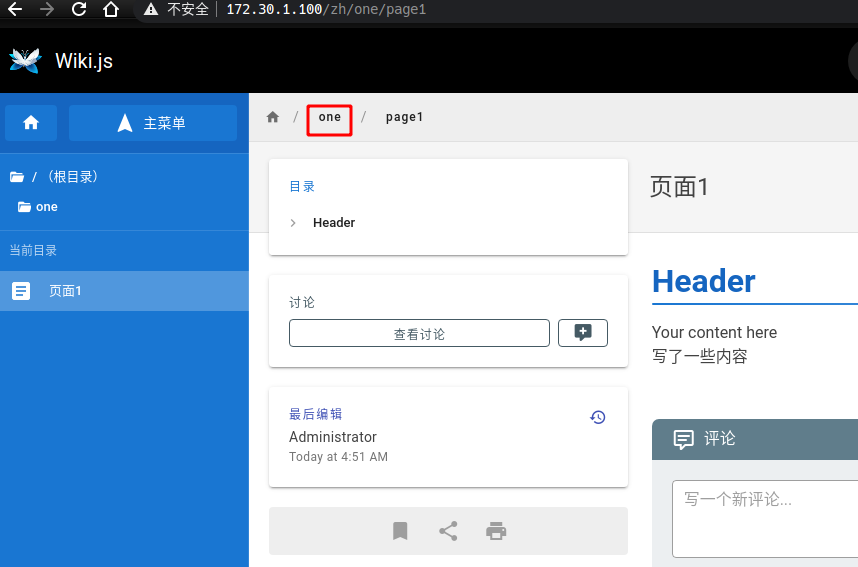 不安全 172.30.1.100/zh/one/page1
Wiki.js
主菜单
/ one / page1
/ （根目录）
one
当前目录
页面1
目录
Header
讨论
查看讨论
最后编辑
Administrator
Today at 4:51 AM
页面1
Header
Your content here
写了一些内容
评论
写一个新评论...